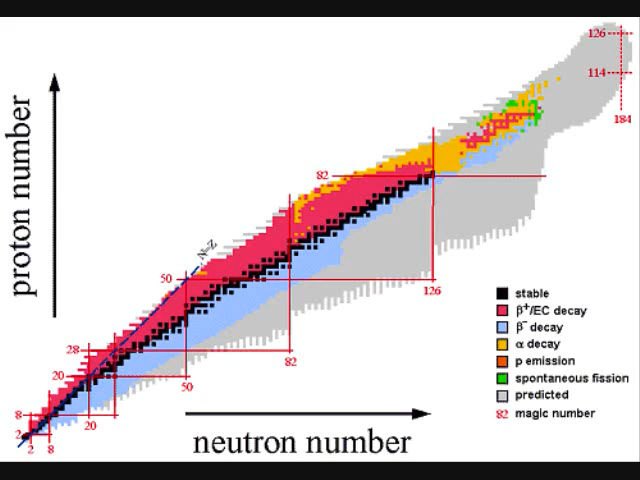 126
114
184
proton number
N=Z
82
50
126
stable
β⁺/EC decay
28
β⁻ decay
82
α decay
20
p emission
50
spontaneous fission
predicted
8
20
82 magic number
2
2
8
neutron number